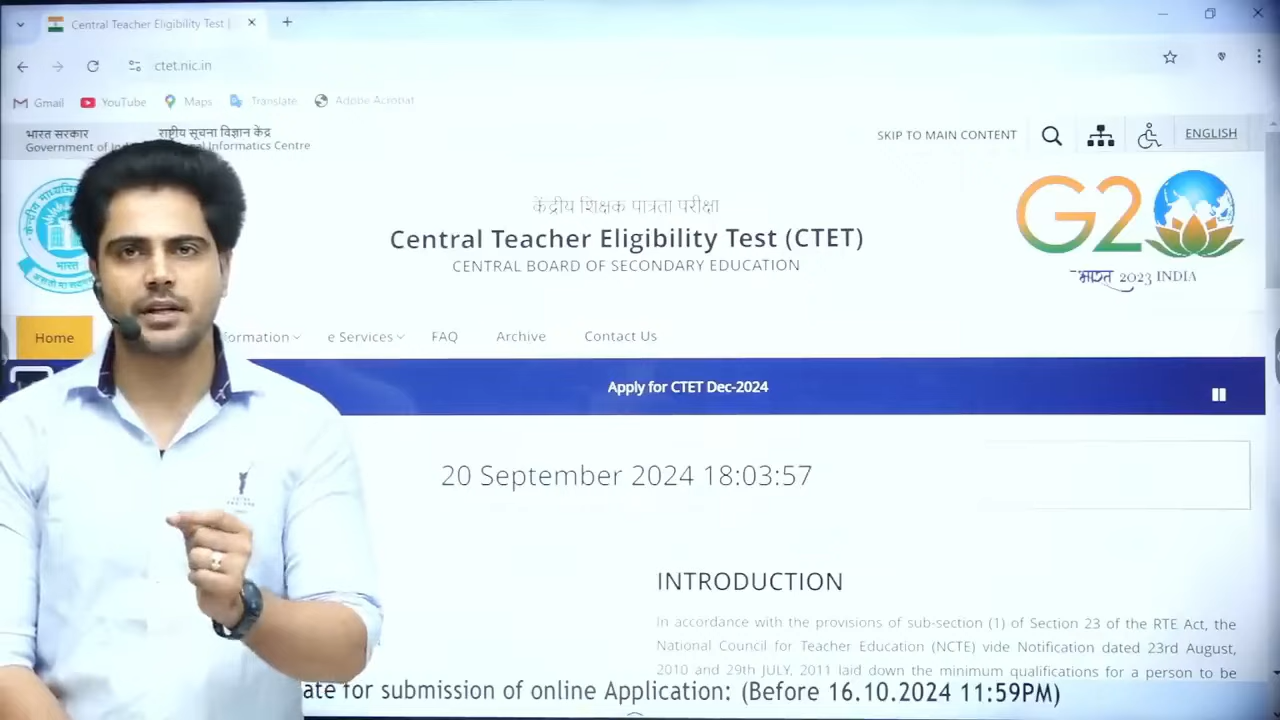 Central Teacher Eligibility Test |
ctet.nic.in
Gmail YouTube Maps Translate Adobe Acrobat
भारत सरकार राष्ट्रीय सूचना विज्ञान केंद्र
Government of Informatics Centre
SKIP TO MAIN CONTENT ENGLISH
केंद्रीय शिक्षक पात्रता परीक्षा
Central Teacher Eligibility Test (CTET)
CENTRAL BOARD OF SECONDARY EDUCATION
G20
भारत 2023 INDIA
भारत
Home e Services FAQ Archive Contact Us
Apply for CTET Dec-2024
20 September 2024 18:03:57
INTRODUCTION
In accordance with the provisions of sub-section (1) of Section 23 of the RTE Act, the
National Council for Teacher Education (NCTE) vide Notification dated 23rd August,
2010 and 29th JULY, 2011 laid down the minimum qualifications for a person to be
ate for submission of online Application: (Before 16.10.2024 11:59PM)